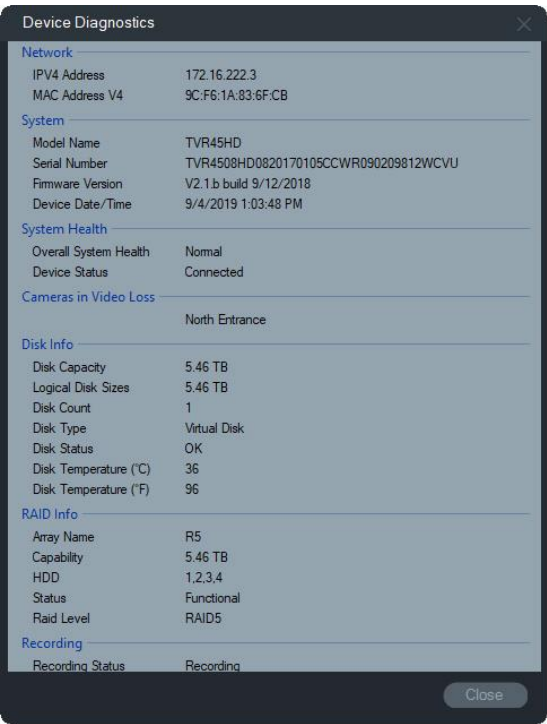 Device Diagnostics
Network
IPV4 Address 172.16.222.3
MAC Address V4 9C:F6:1A:83:6F:CB
System
Model Name TVR45HD
Serial Number TVR4508HD0820170105CCWR090209812WCVU
Firmware Version V2.1.b build 9/12/2018
Device Date/Time 9/4/2019 1:03:48 PM
System Health
Overall System Health Normal
Device Status Connected
Cameras in Video Loss
North Entrance
Disk Info
Disk Capacity 5.46 TB
Logical Disk Sizes 5.46 TB
Disk Count 1
Disk Type Virtual Disk
Disk Status OK
Disk Temperature (°C) 36
Disk Temperature (°F) 96
RAID Info
Array Name R5
Capability 5.46 TB
HDD 1,2,3,4
Status Functional
Raid Level RAID5
Recording
Recording Status Recording
Close